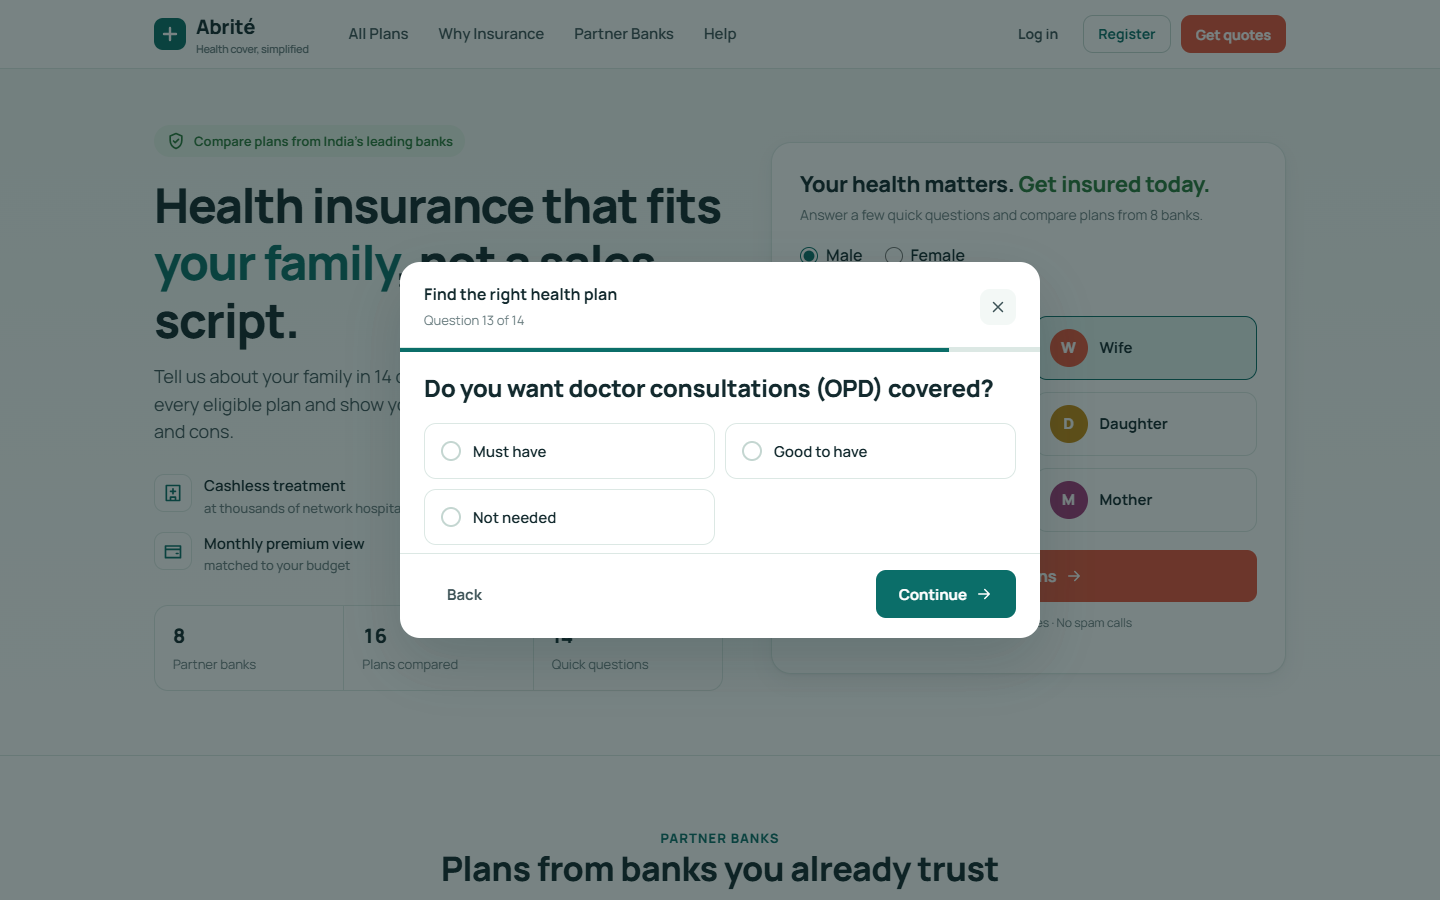 Abrité
Health cover, simplified
All Plans
Why Insurance
Partner Banks
Help
Log in
Register
Get quotes
Compare plans from India's leading banks
Health insurance that fits
your family, not a sales
script.
Tell us about your family in 14
every eligible plan and show
and cons.
Cashless treatment
at thousands of network
Monthly premium view
matched to your budget
8
Partner banks
16
Plans compared
14
Quick questions
Your health matters. Get insured today.
Answer a few quick questions and compare plans from 8 banks.
Male
Female
W
Wife
D
Daughter
M
Mother
No spam calls
Find the right health plan
Question 13 of 14
Do you want doctor consultations (OPD) covered?
Must have
Good to have
Not needed
Back
Continue
PARTNER BANKS
Plans from banks you already trust